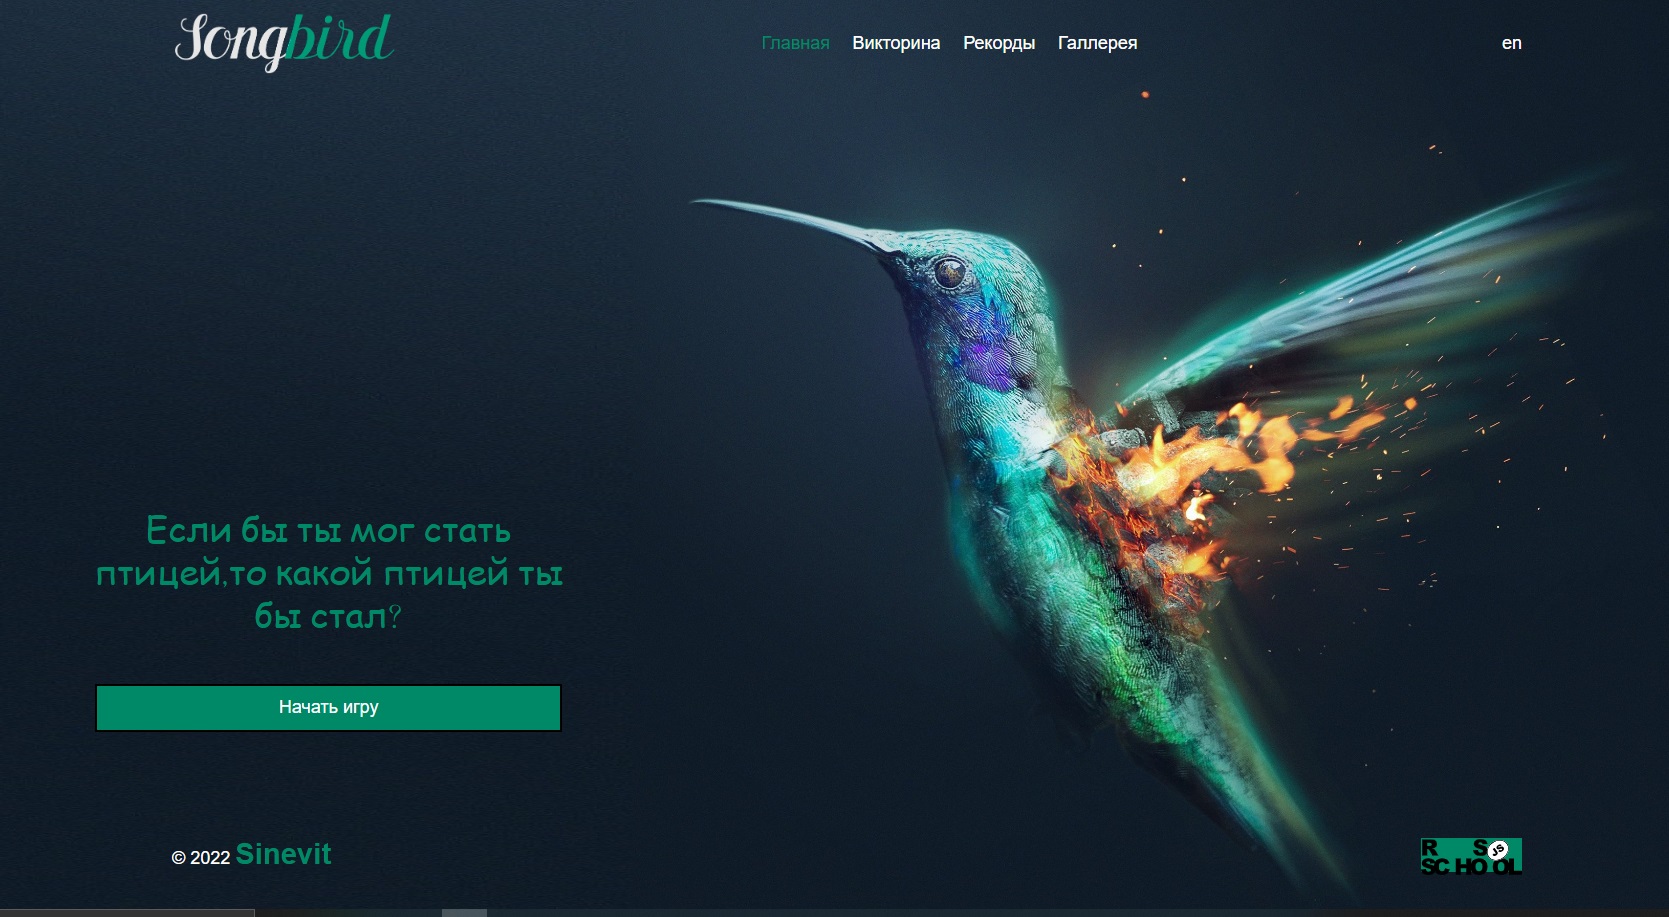 Songbird
Главная Викторина Рекорды Галлерея en
Если бы ты мог стать
птицей,то какой птицей ты
бы стал?
Начать игру
© 2022 Sinevit
R S
SCHOOL JS